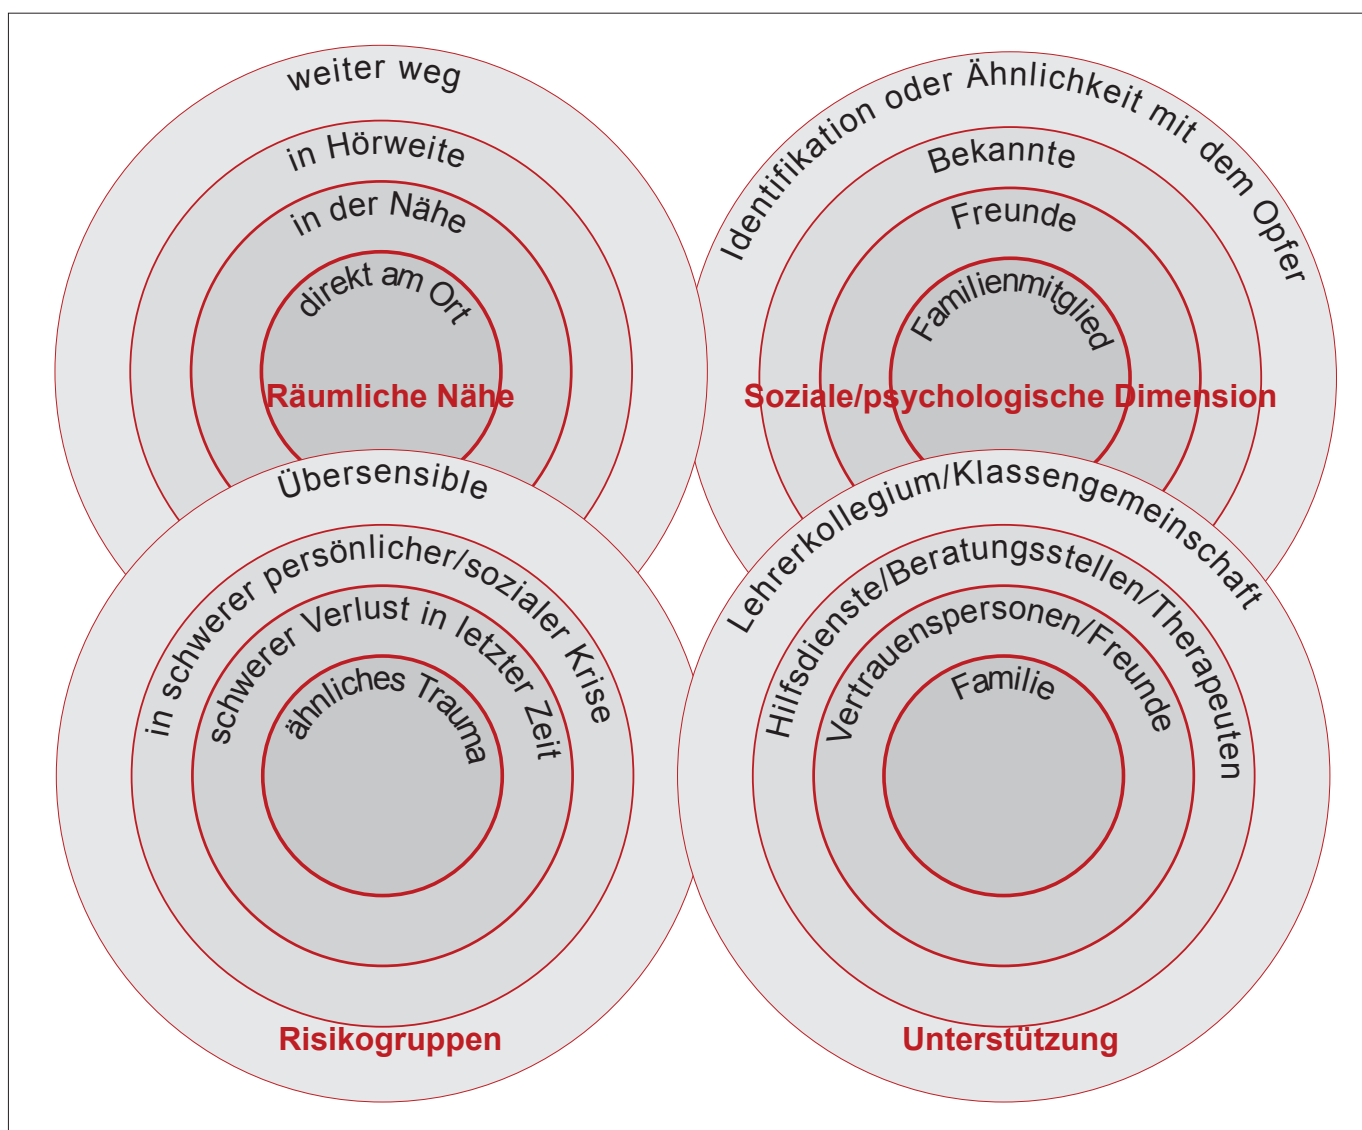 weiter weg
in Hörweite
in der Nähe
direkt am Ort
Räumliche Nähe
Identifikation oder Ähnlichkeit mit dem Opfer
Bekannte
Freunde
Familienmitglied
Soziale/psychologische Dimension
Übersensible
in schwerer persönlicher/sozialer Krise
schwerer Verlust in letzter Zeit
ähnliches Trauma
Risikogruppen
Lehrerkollegium/Klassengemeinschaft
Hilfsdienste/Beratungsstellen/Therapeuten
Vertrauenspersonen/Freunde
Familie
Unterstützung